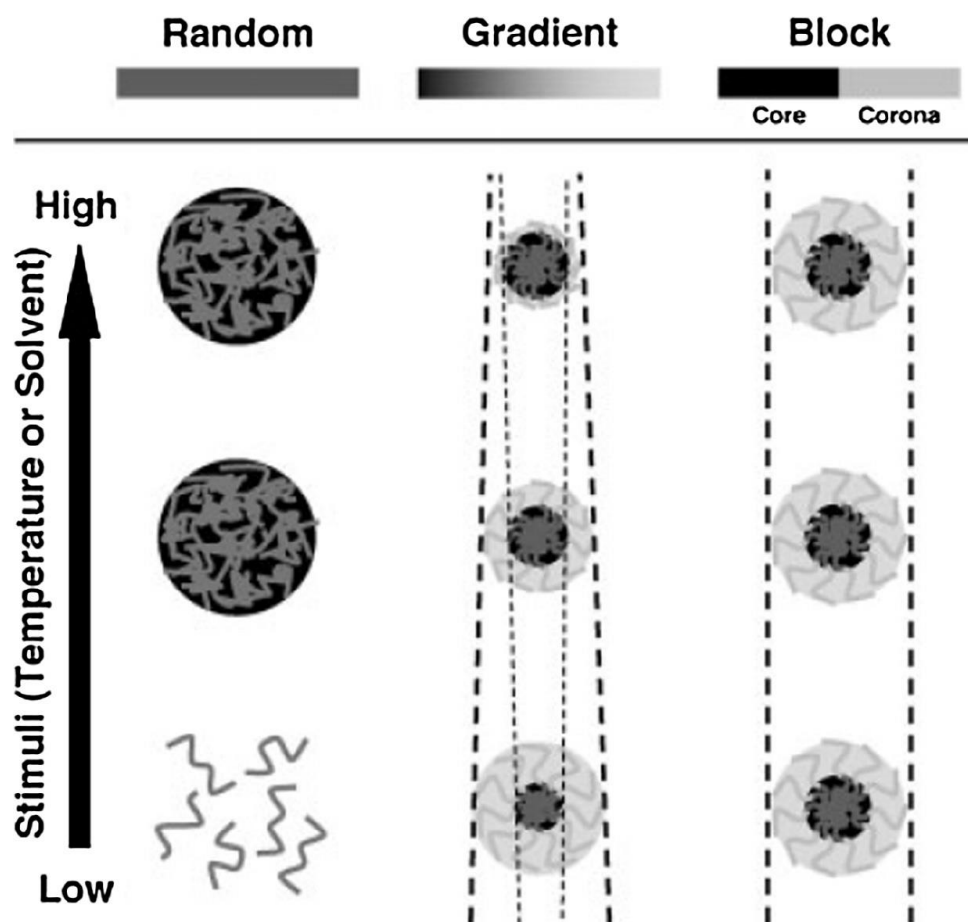 Random Gradient Block
Core Corona
High
Stimuli (Temperature or Solvent)
Low